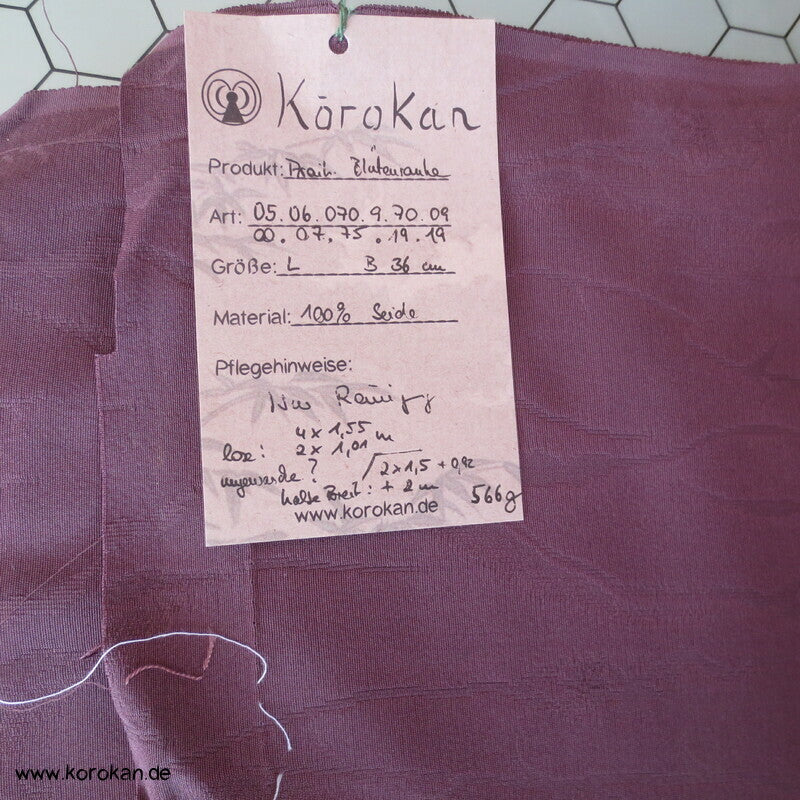 Korokan
Produkt: Blütenranke
Art: 05.06.070.9.70.09
00.07.75.19.19
Größe: L B 36 cm
Material: 100% Seide
Pflegehinweise:
Nur
4 x 1,55 m
lose: 2 x 1,01
? 2 x 1,5 + 0,92
halbe Breit: + 2 m 566g
www.korokan.de
www.korokan.de